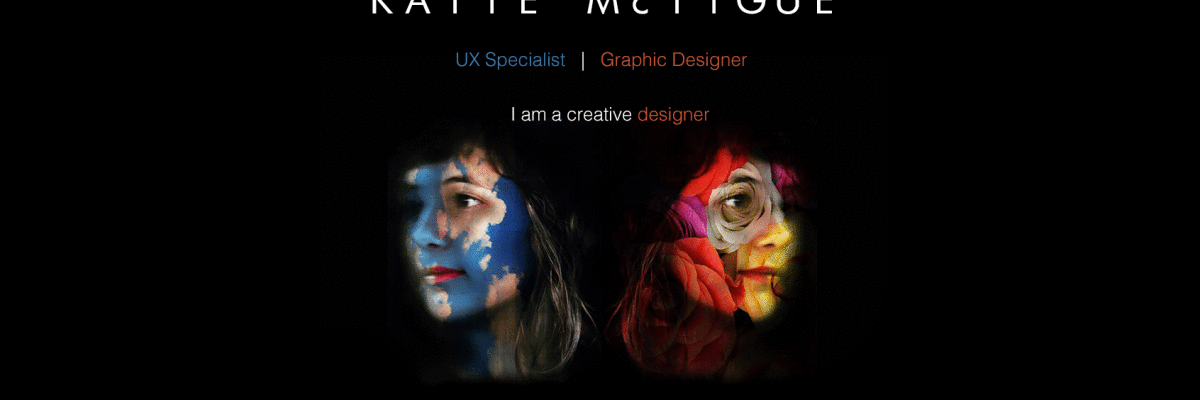 KATIE McTIGUE
UX Specialist | Graphic Designer
I am a creative designer